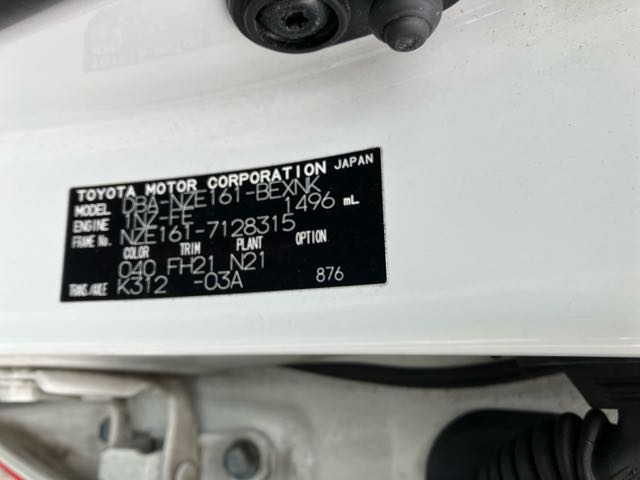 TOYOTA MOTOR CORPORATION JAPAN
MODEL DBA-NZE161-BEXNK
ENGINE 1NZ-FE 1496 mL
FRAME No. NZE161-7128315
COLOR TRIM PLANT OPTION
040 FH21 N21
TRANS/AXLE K312 -03A 876